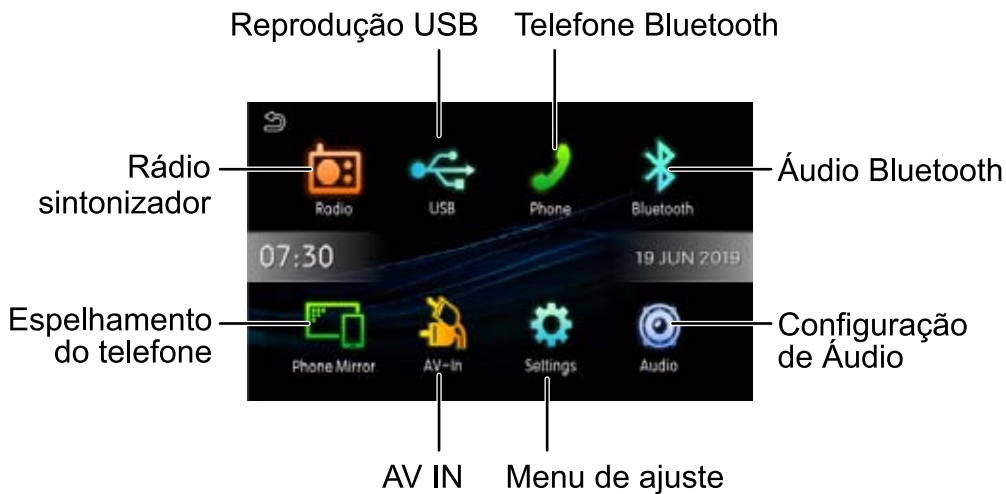 Reprodução USB
Telefone Bluetooth
Rádio
sintonizador
Áudio Bluetooth
Radio
USB
Phone
Bluetooth
07:30
19 JUN 2019
Espelhamento
do telefone
Configuração
de Áudio
Phone Mirror
AV-In
Settings
Audio
AV IN
Menu de ajuste